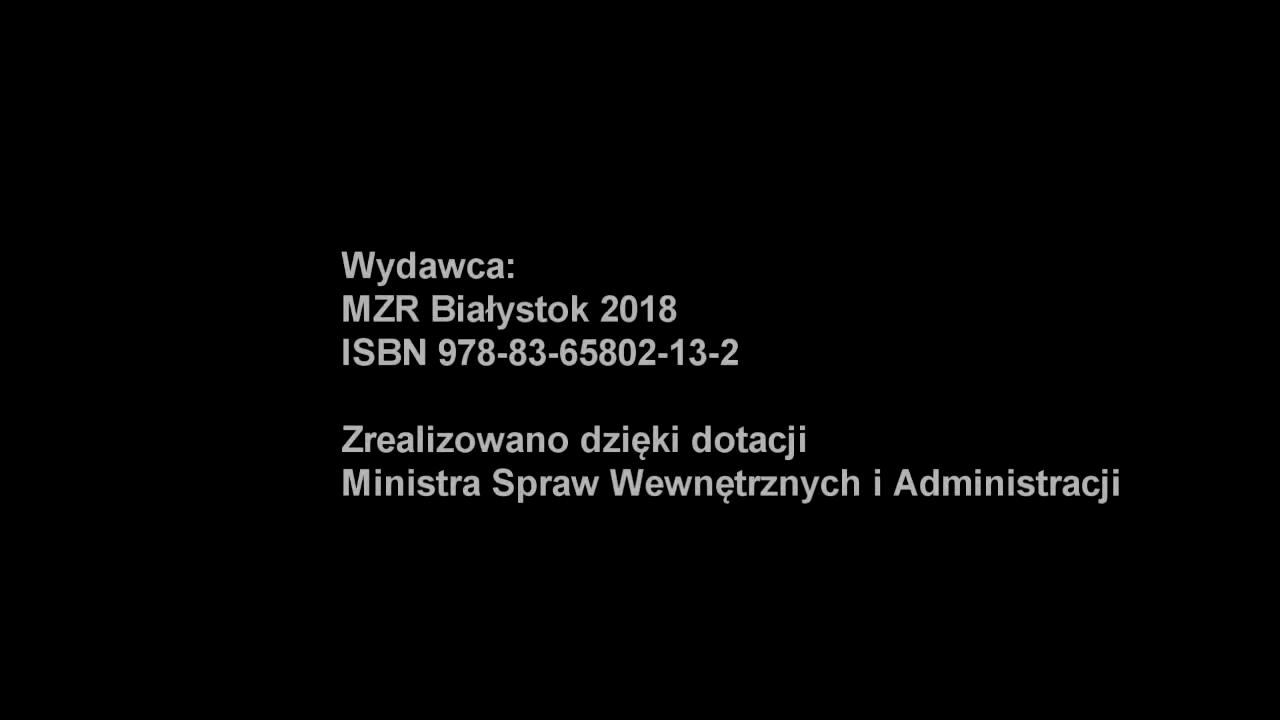 Wydawca:
MZR Białystok 2018
ISBN 978-83-65802-13-2
Zrealizowano dzięki dotacji
Ministra Spraw Wewnętrznych i Administracji